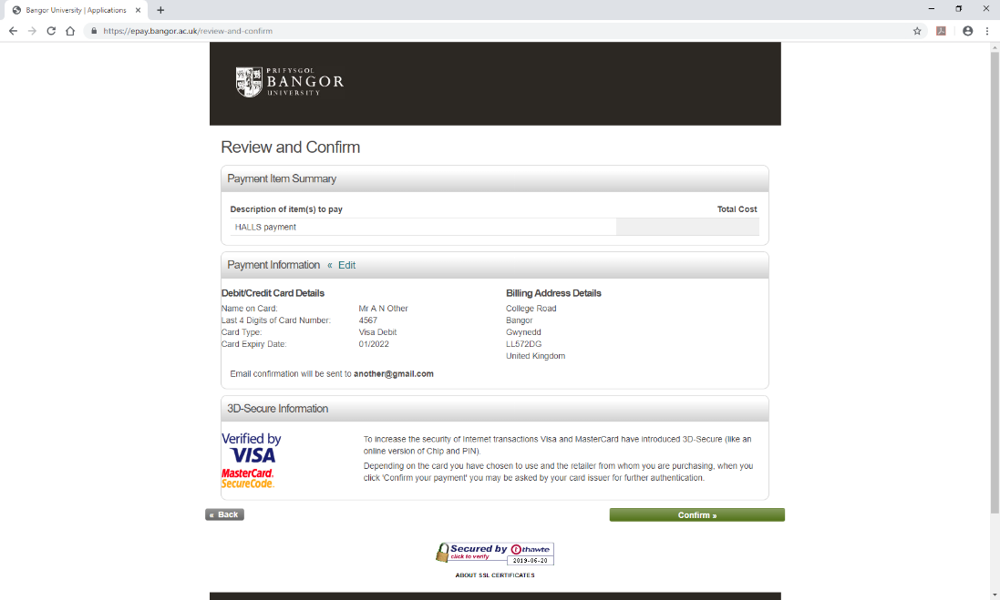 Bangor University | Applications
https://epay.bangor.ac.uk/review-and-confirm
PRIFYSGOL
BANGOR
UNIVERSITY
Review and Confirm
Payment Item Summary
Description of item(s) to pay Total Cost
HALLS payment
Payment Information « Edit
Debit/Credit Card Details Billing Address Details
Name on Card: Mr A N Other College Road
Last 4 Digits of Card Number: 4567 Bangor
Card Type: Visa Debit Gwynedd
Card Expiry Date: 01/2022 LL572DG
United Kingdom
Email confirmation will be sent to another@gmail.com
3D-Secure Information
Verified by
VISA
MasterCard.
SecureCode.
To increase the security of Internet transactions Visa and MasterCard have introduced 3D-Secure (like an
online version of Chip and PIN).
Depending on the card you have chosen to use and the retailer from whom you are purchasing, when you
click 'Confirm your payment' you may be asked by your card issuer for further authentication.
« Back Confirm »
Secured by thawte
click to verify 2019-06-20
ABOUT SSL CERTIFICATES